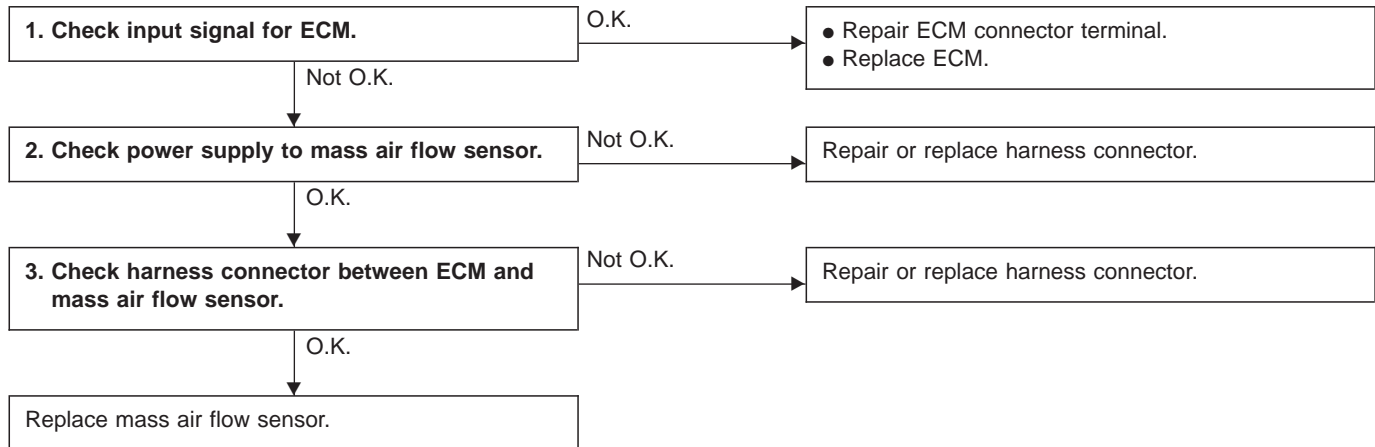 1. Check input signal for ECM.
O.K.
● Repair ECM connector terminal.
● Replace ECM.
Not O.K.
2. Check power supply to mass air flow sensor.
Not O.K.
Repair or replace harness connector.
O.K.
3. Check harness connector between ECM and
mass air flow sensor.
Not O.K.
Repair or replace harness connector.
O.K.
Replace mass air flow sensor.